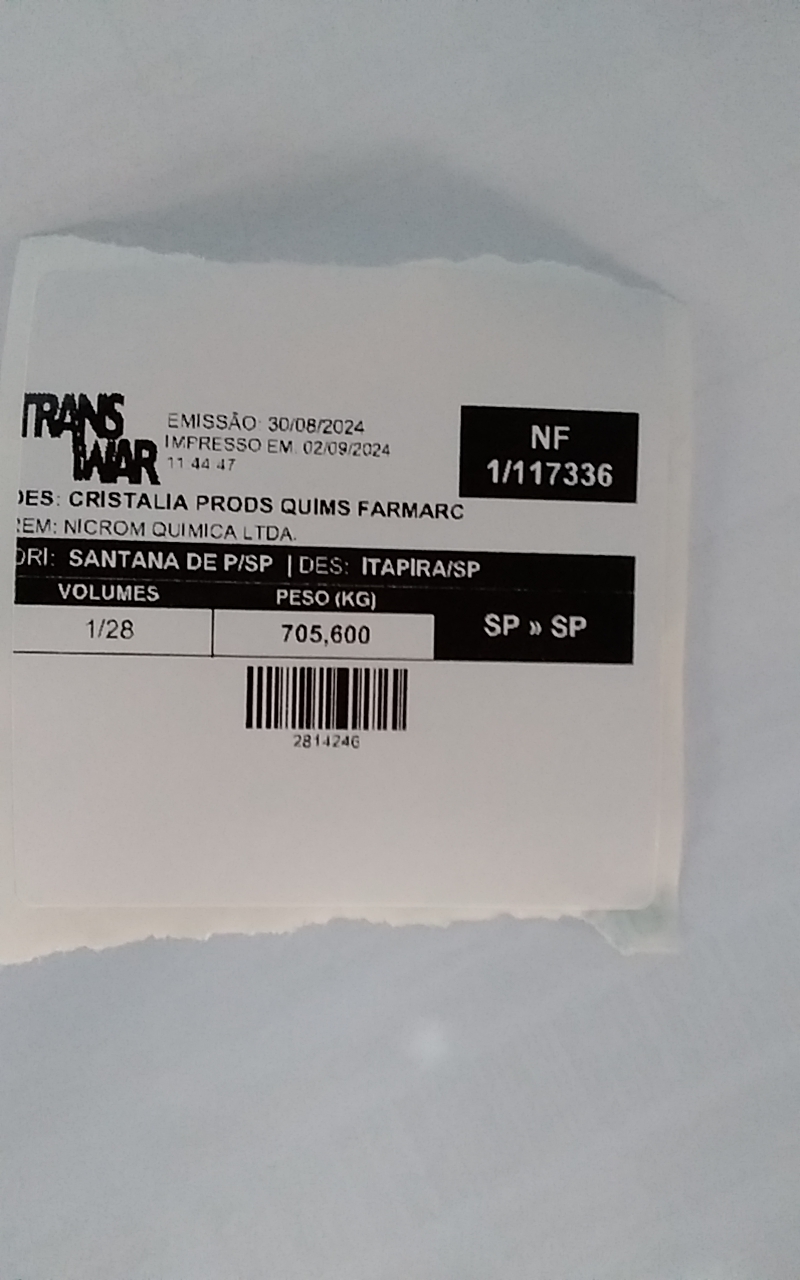 TRANS
WAR
EMISSÃO: 30/08/2024
IMPRESSO EM: 02/09/2024
11:44:47
NF
1/117336
DES: CRISTALIA PRODS QUIMS FARMARC
REM: NICROM QUIMICA LTDA.
ORI: SANTANA DE P/SP | DES: ITAPIRA/SP
VOLUMES PESO (KG)
1/28 705,600 SP » SP
2814246